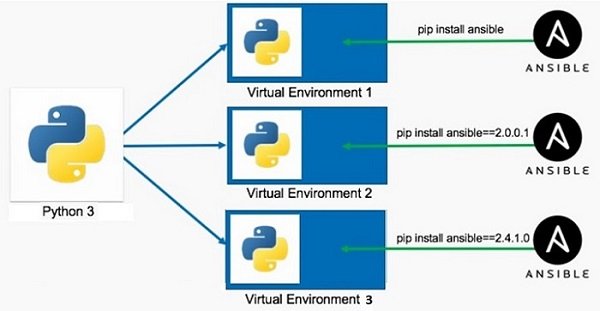 pip install ansible
ANSIBLE
Virtual Environment 1
pip install ansible==2.0.0.1
ANSIBLE
Python 3
Virtual Environment 2
pip install ansible==2.4.1.0
ANSIBLE
Virtual Environment 3